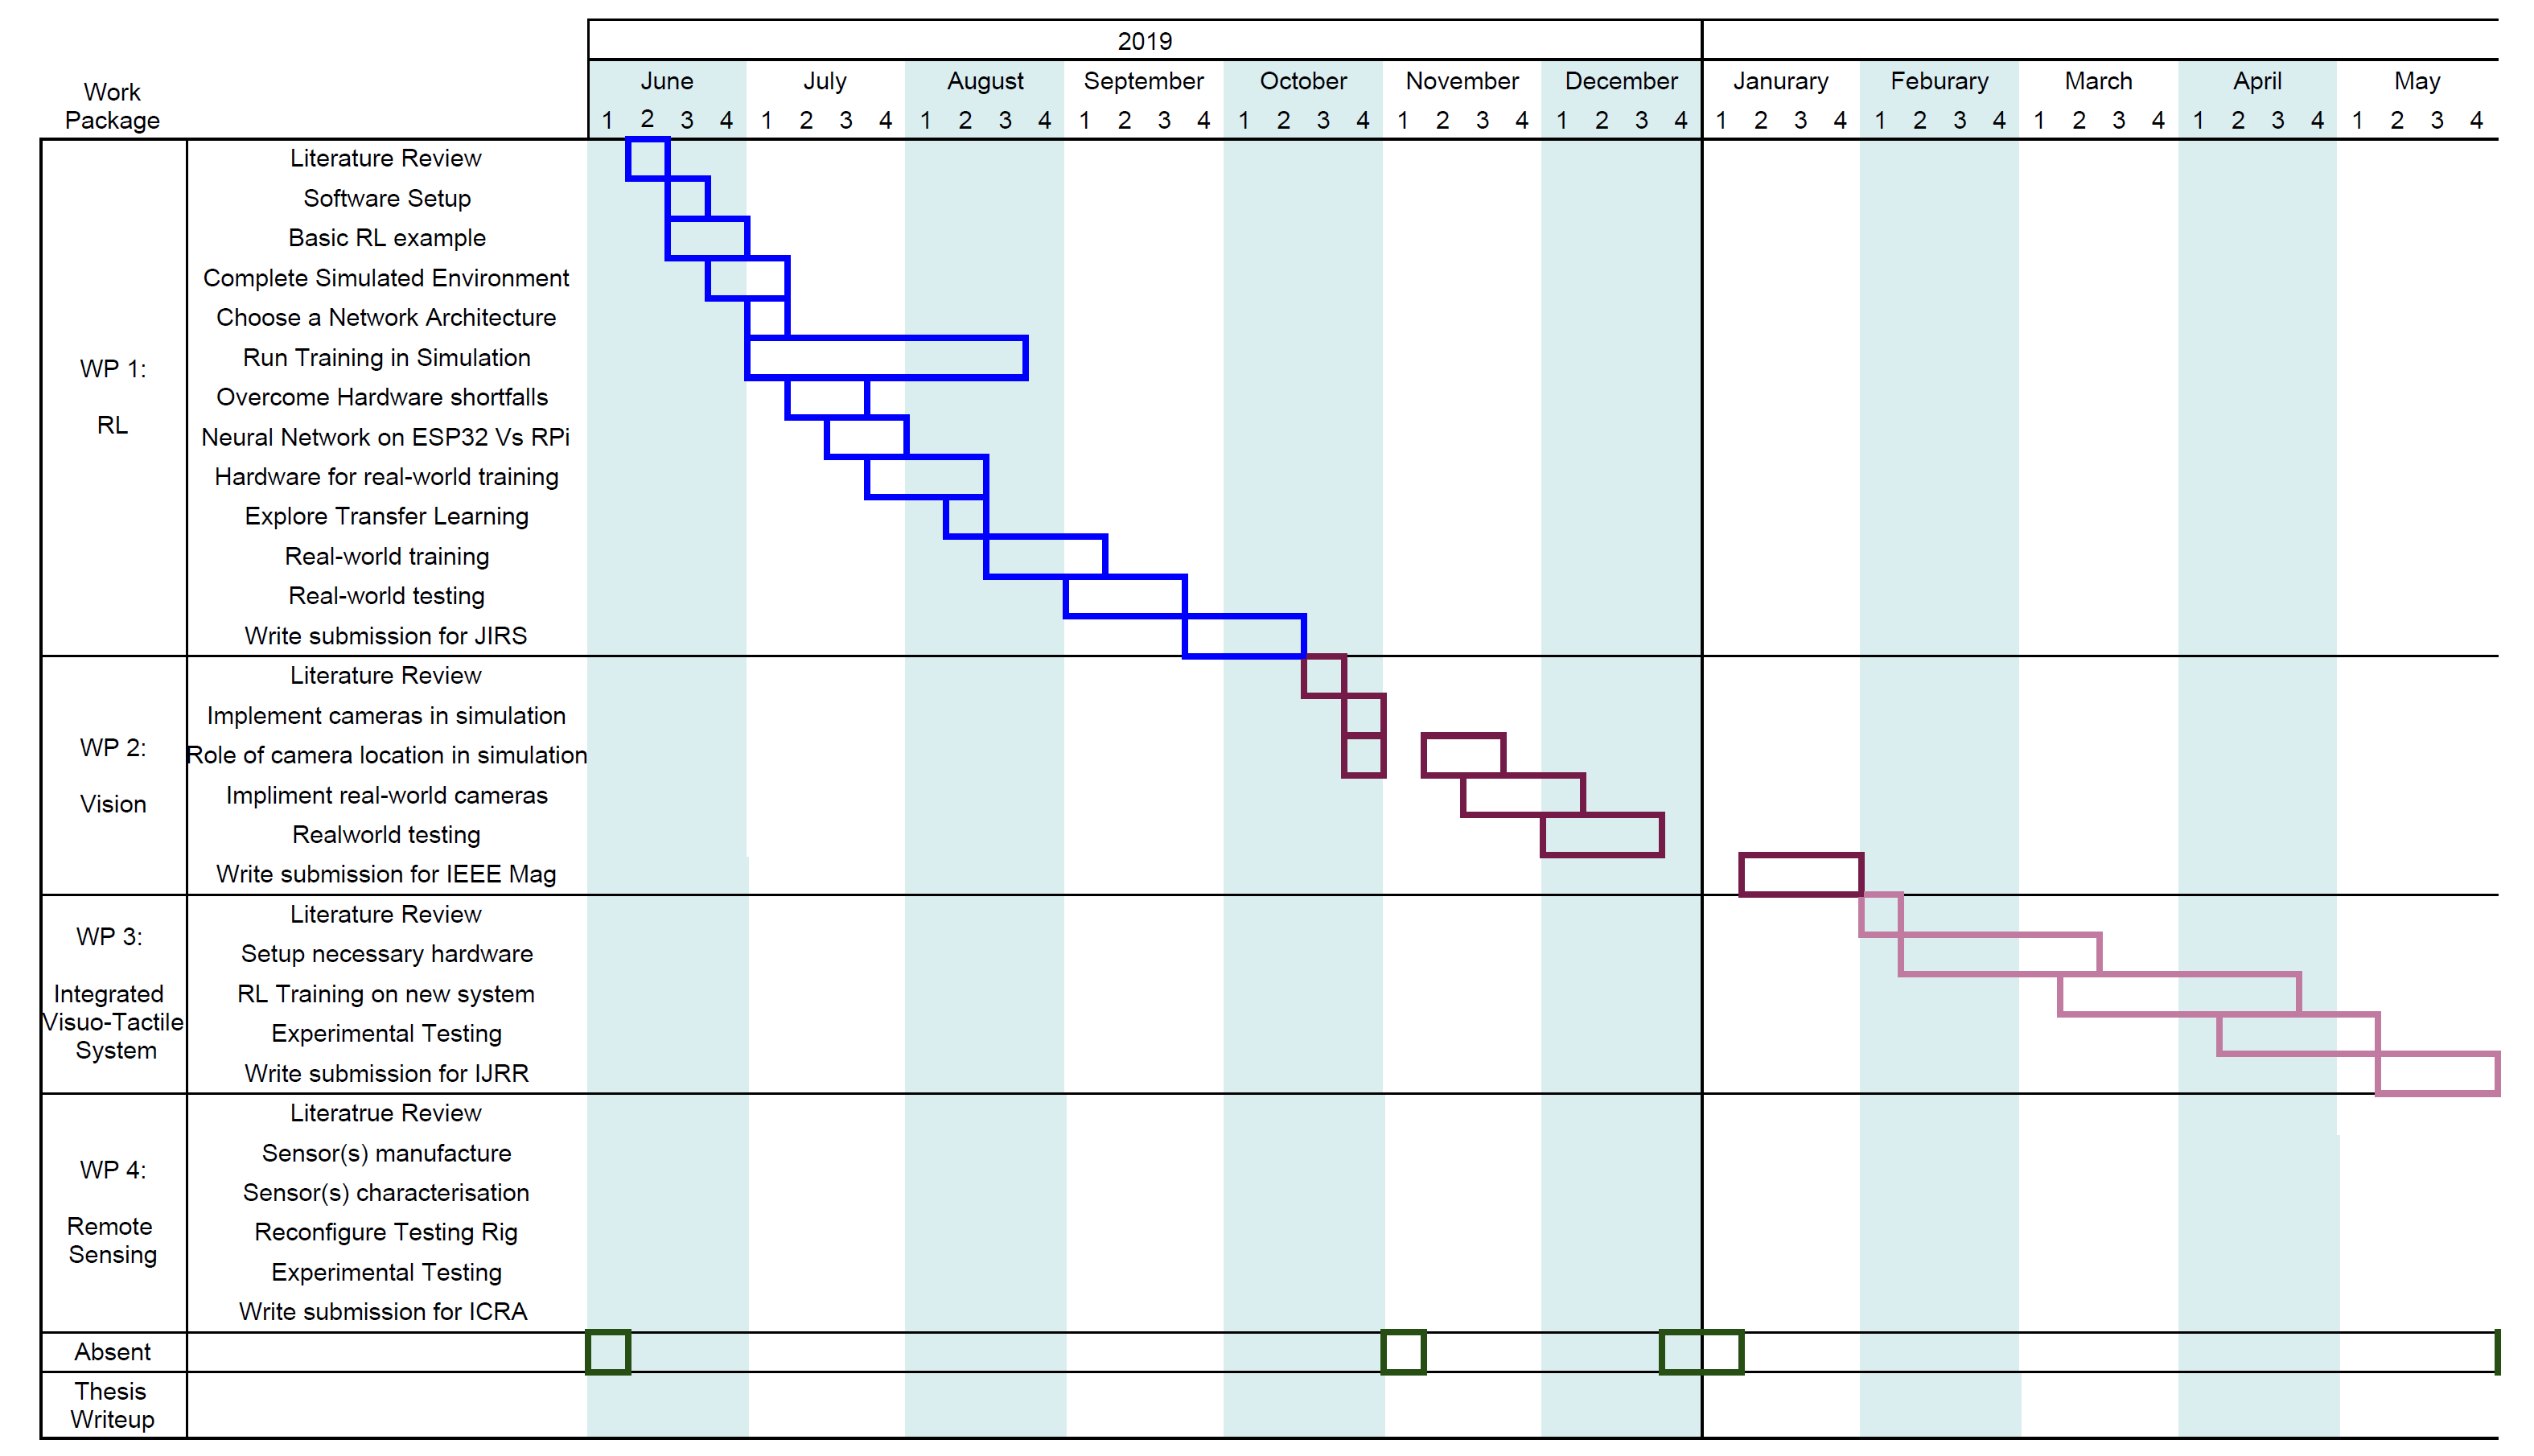 2019
June July August September October November December Janurary Feburary March April May
Work
Package
1 2 3 4 1 2 3 4 1 2 3 4 1 2 3 4 1 2 3 4 1 2 3 4 1 2 3 4 1 2 3 4 1 2 3 4 1 2 3 4 1 2 3 4 1 2 3 4
WP 1:
RL
Literature Review
Software Setup
Basic RL example
Complete Simulated Environment
Choose a Network Architecture
Run Training in Simulation
Overcome Hardware shortfalls
Neural Network on ESP32 Vs RPi
Hardware for real-world training
Explore Transfer Learning
Real-world training
Real-world testing
Write submission for JIRS
WP 2:
Vision
Literature Review
Implement cameras in simulation
Role of camera location in simulation
Impliment real-world cameras
Realworld testing
Write submission for IEEE Mag
WP 3:
Integrated
Visuo-Tactile
System
Literature Review
Setup necessary hardware
RL Training on new system
Experimental Testing
Write submission for IJRR
WP 4:
Remote
Sensing
Literatrue Review
Sensor(s) manufacture
Sensor(s) characterisation
Reconfigure Testing Rig
Experimental Testing
Write submission for ICRA
Absent
Thesis
Writeup